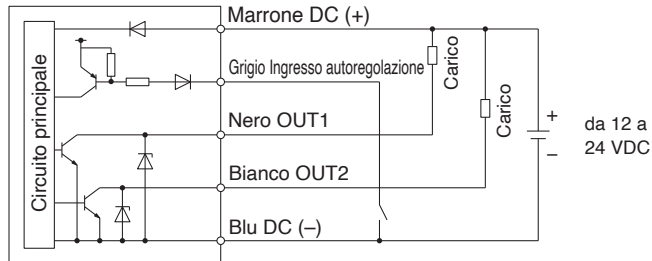 Marrone DC (+)
Grigio Ingresso autoregolazione
Nero OUT1
Bianco OUT2
Blu DC (–)
Circuito principale
Carico
Carico
+
–
da 12 a
24 VDC